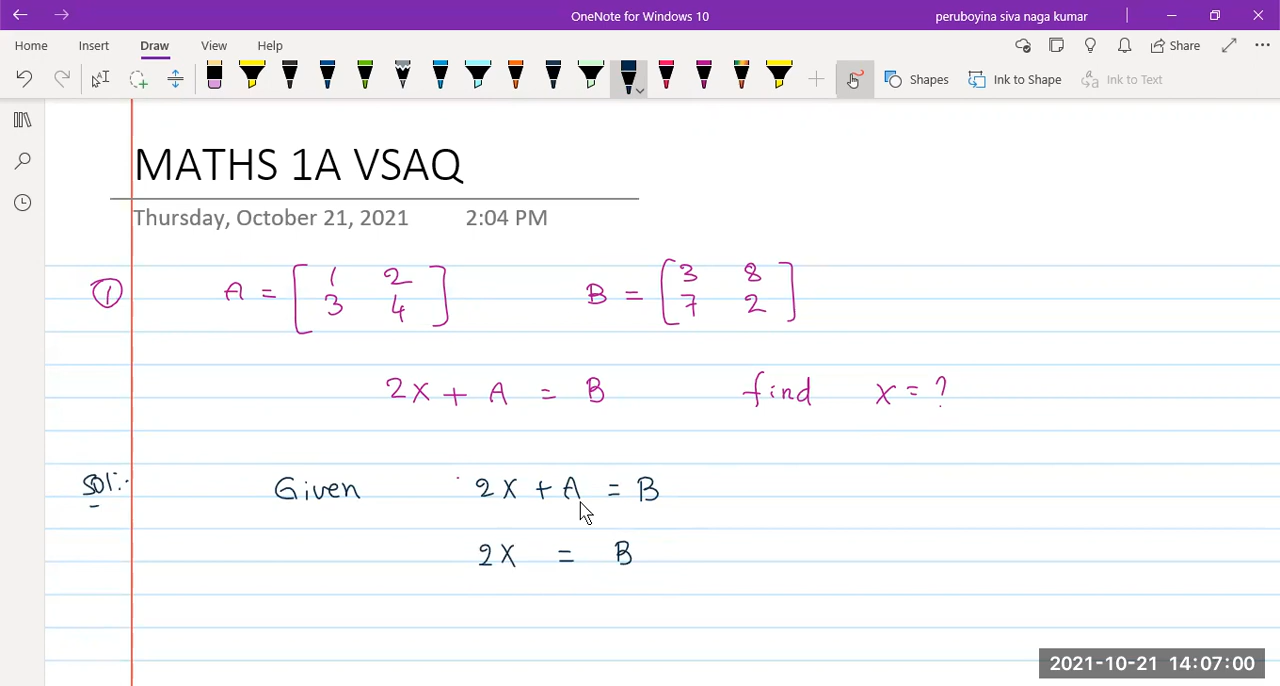 OneNote for Windows 10 peruboyina siva naga kumar
Home Insert Draw View Help Share
Shapes Ink to Shape Ink to Text
MATHS 1A VSAQ
Thursday, October 21, 2021 2:04 PM
① A = [ 1 2 B = [ 3 8
3 4 ] 7 2 ]
2X + A = B find X = ?
Sol:- Given 2X + A = B
2X = B
2021-10-21 14:07:00